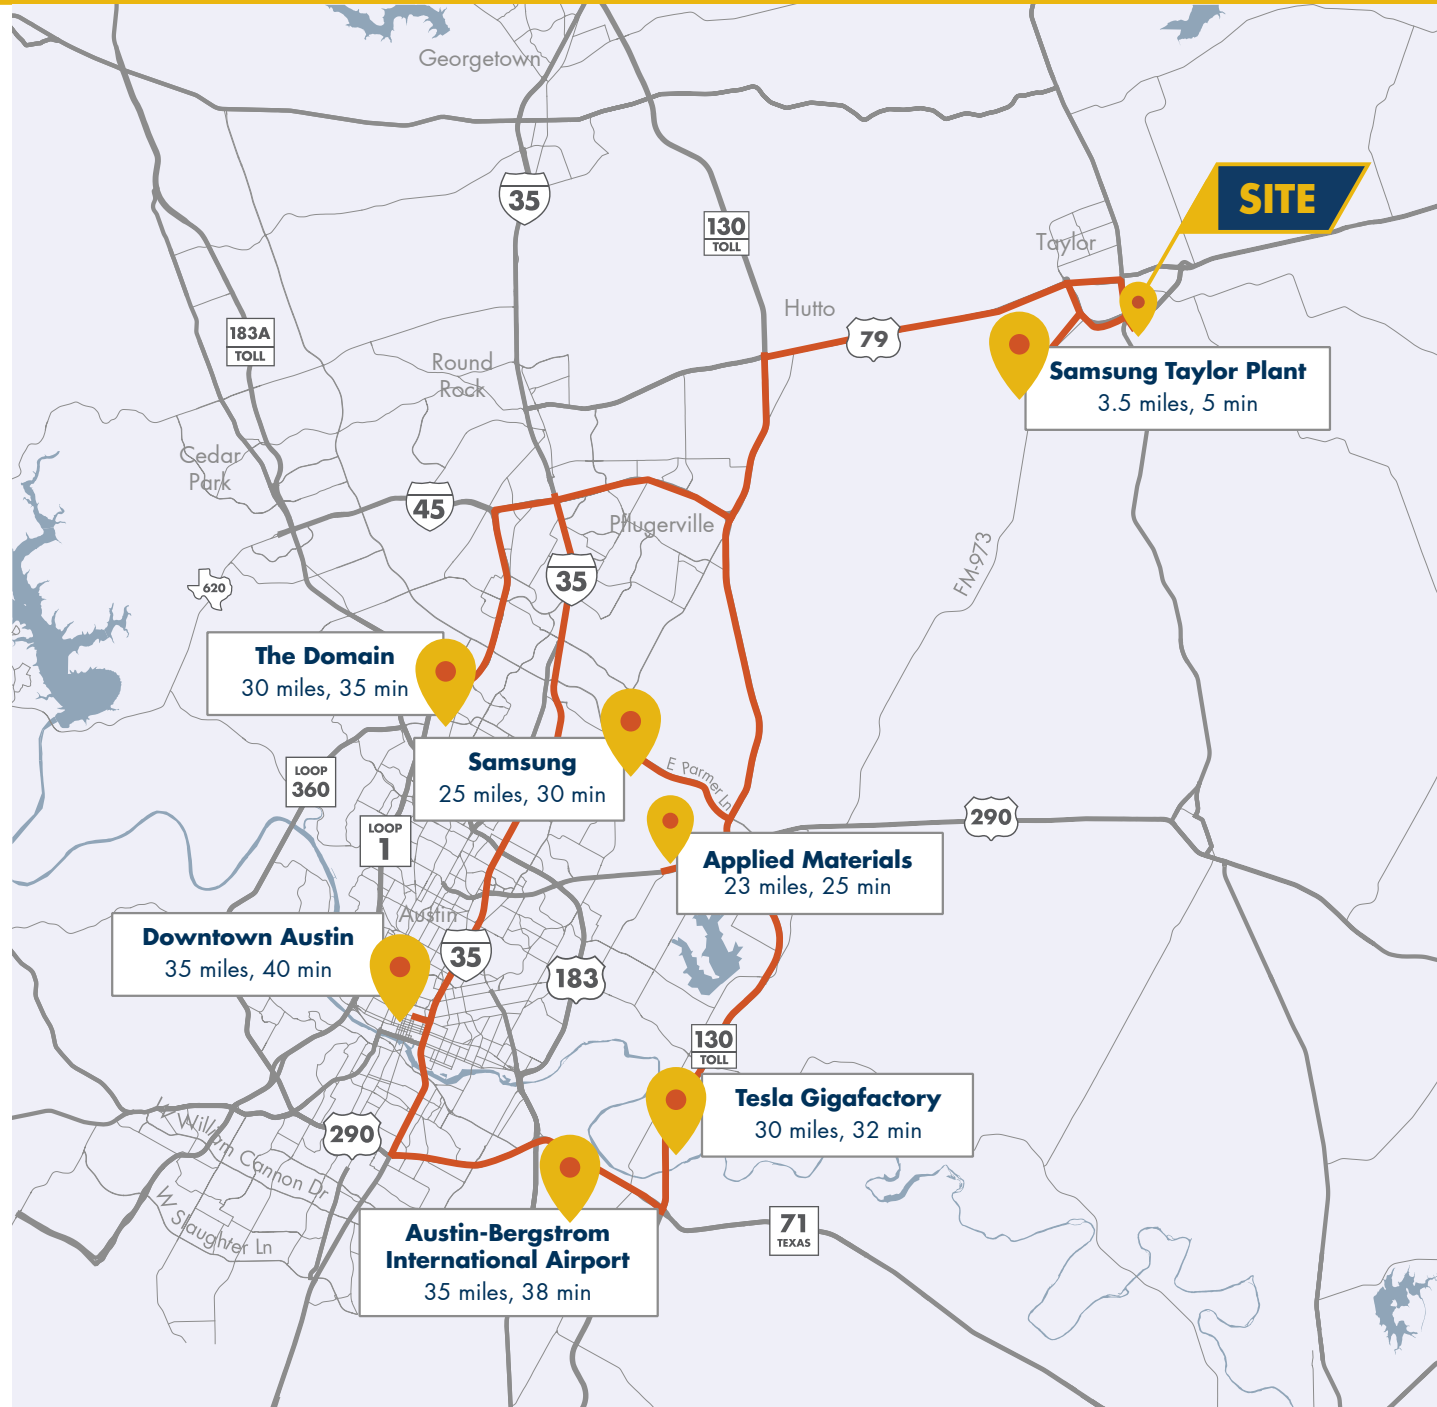 Georgetown
35
130
TOLL
SITE
Taylor
Hutto
183A
TOLL
79
Round
Rock
Samsung Taylor Plant
3.5 miles, 5 min
Cedar
Park
45
Pflugerville
FM-973
35
620
The Domain
30 miles, 35 min
Samsung
25 miles, 30 min
E Parmer Ln
LOOP
360
LOOP
1
290
Applied Materials
23 miles, 25 min
Austin
Downtown Austin
35 miles, 40 min
35
183
130
TOLL
Tesla Gigafactory
30 miles, 32 min
W William Cannon Dr
290
W Slaughter Ln
71
TEXAS
Austin-Bergstrom
International Airport
35 miles, 38 min